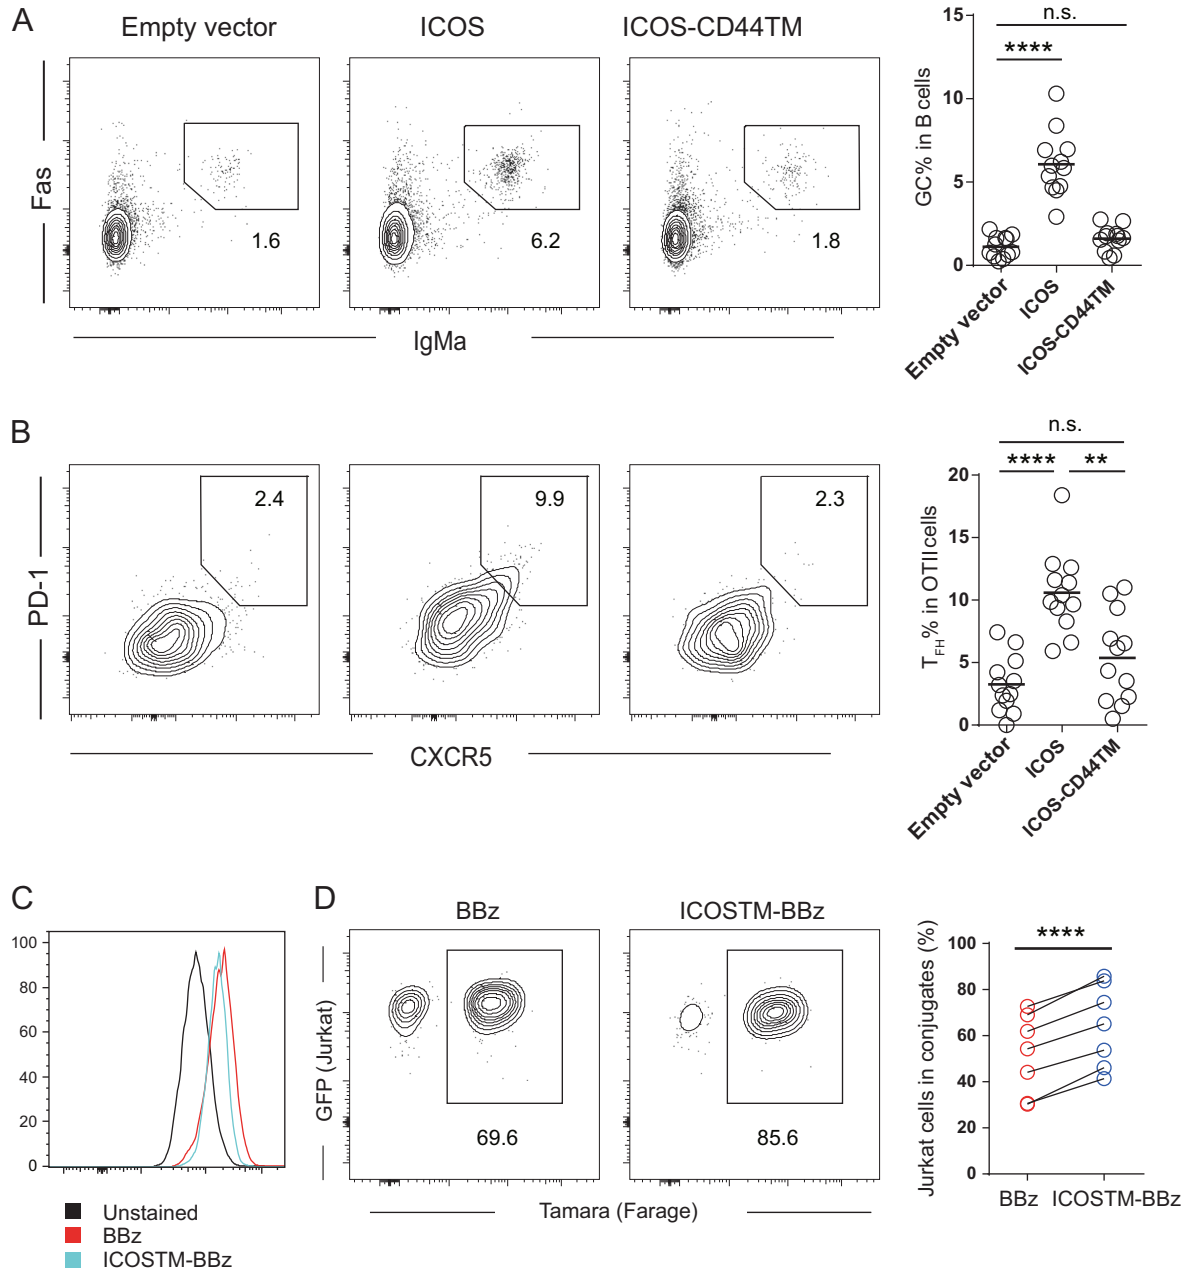 A
Empty vector
ICOS
ICOS-CD44TM
Fas
1.6
6.2
1.8
IgMa
n.s.
****
15
10
5
0
GC% in B cells
Empty vector
ICOS
ICOS-CD44TM
B
PD-1
2.4
9.9
2.3
CXCR5
n.s.
****
**
20
15
10
5
0
TFH% in OTII cells
Empty vector
ICOS
ICOS-CD44TM
C
100
80
60
40
20
0
Unstained
BBz
ICOSTM-BBz
D
BBz
ICOSTM-BBz
GFP (Jurkat)
69.6
85.6
Tamara (Farage)
****
100
80
60
40
20
0
Jurkat cells in conjugates (%)
BBz
ICOSTM-BBz